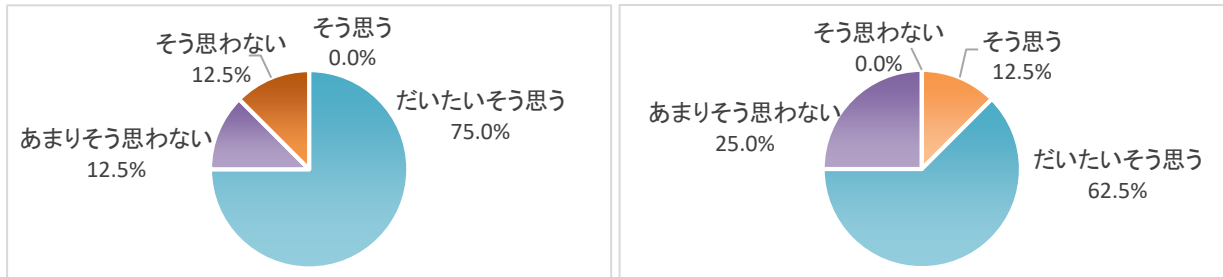 そう思う
0.0%
そう思わない
12.5%
だいたいそう思う
75.0%
あまりそう思わない
12.5%
そう思わない
0.0%
そう思う
12.5%
あまりそう思わない
25.0%
だいたいそう思う
62.5%